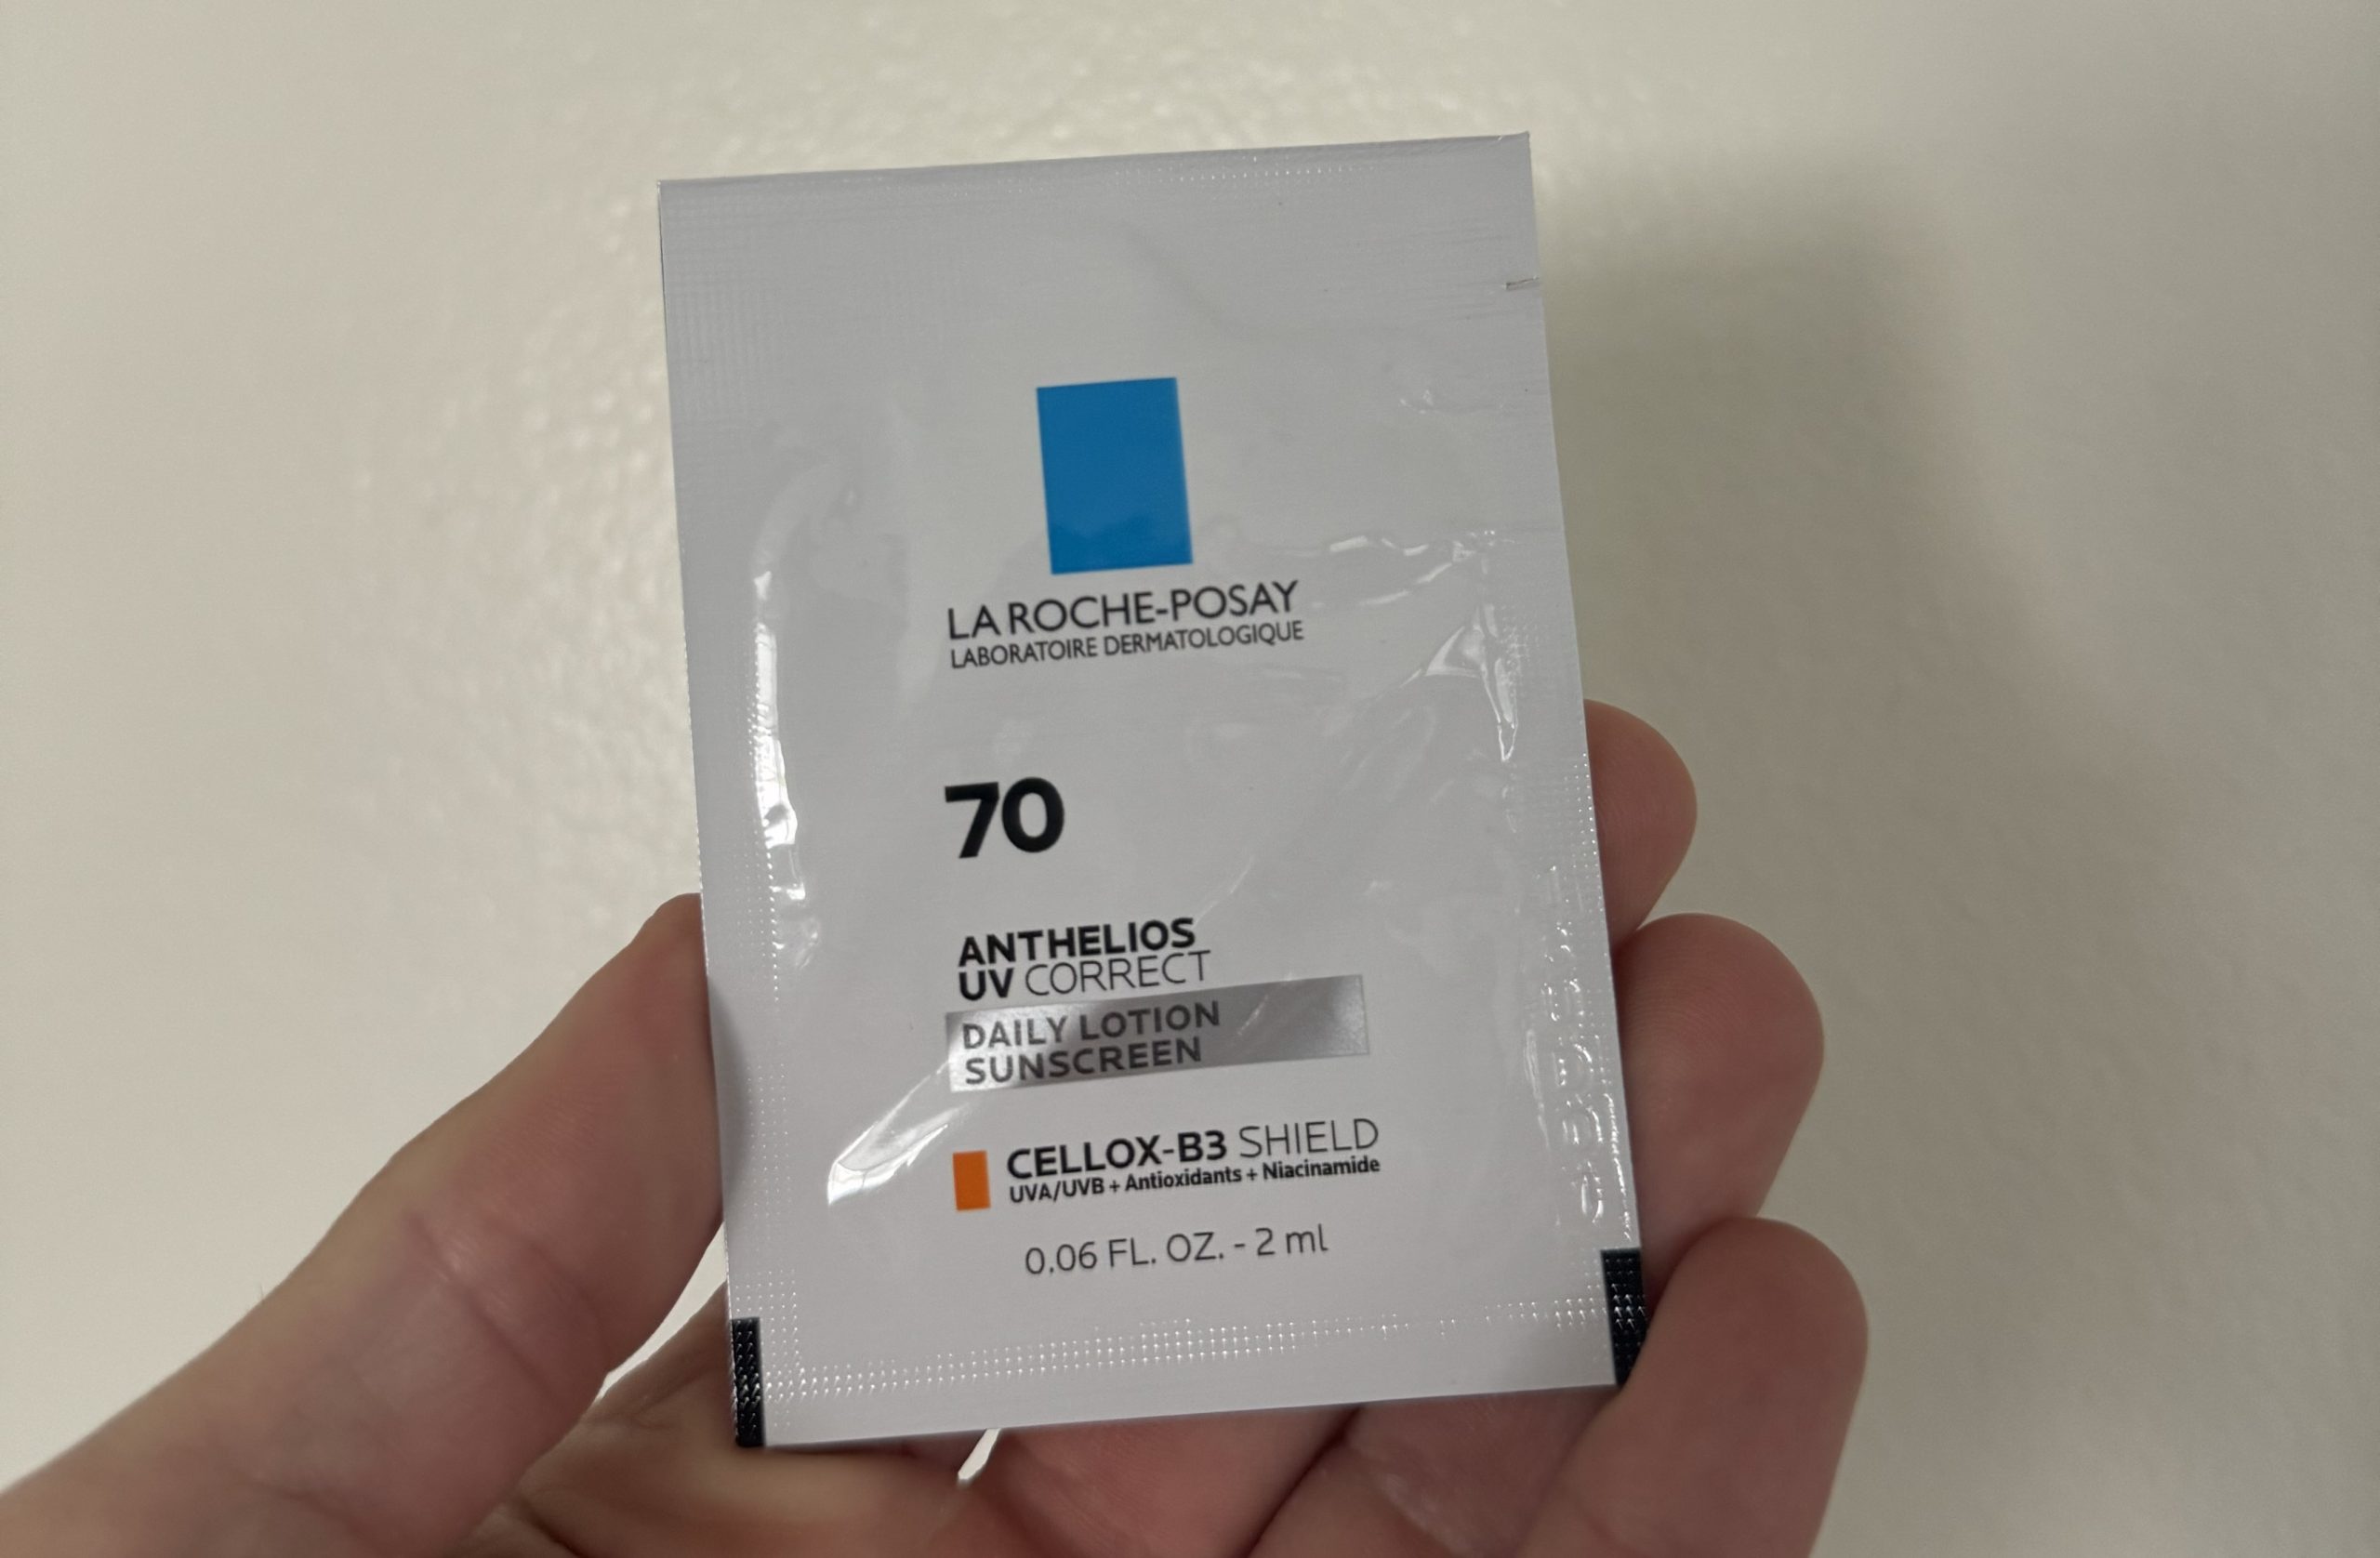 LA ROCHE-POSAY
LABORATOIRE DERMATOLOGIQUE
70
ANTHELIOS
UV CORRECT
DAILY LOTION
SUNSCREEN
CELLOX-B3 SHIELD
UVA/UVB + Antioxidants + Niacinamide
0.06 FL. OZ. - 2 ml